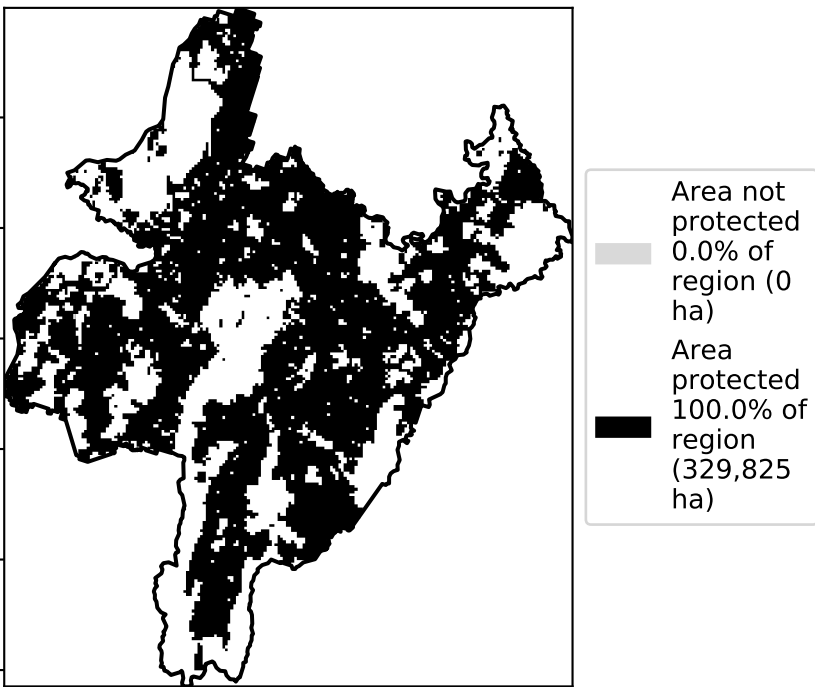 Area not
protected
0.0% of
region (0
ha)
Area
protected
100.0% of
region
(329,825
ha)